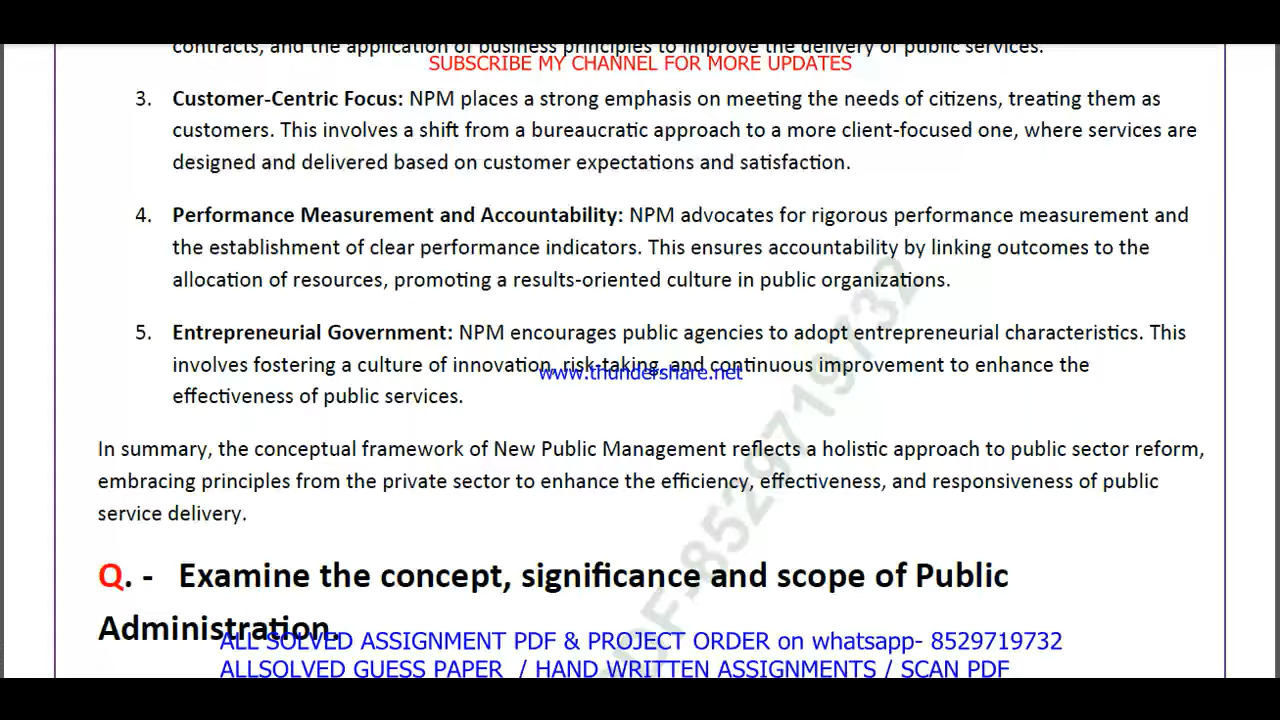 contracts, and the application of business principles to improve the delivery of public services.
SUBSCRIBE MY CHANNEL FOR MORE UPDATES
3. Customer-Centric Focus: NPM places a strong emphasis on meeting the needs of citizens, treating them as
customers. This involves a shift from a bureaucratic approach to a more client-focused one, where services are
designed and delivered based on customer expectations and satisfaction.
4. Performance Measurement and Accountability: NPM advocates for rigorous performance measurement and
the establishment of clear performance indicators. This ensures accountability by linking outcomes to the
allocation of resources, promoting a results-oriented culture in public organizations.
5. Entrepreneurial Government: NPM encourages public agencies to adopt entrepreneurial characteristics. This
involves fostering a culture of innovation, risk-taking, and continuous improvement to enhance the
www.thundershare.net
effectiveness of public services.
In summary, the conceptual framework of New Public Management reflects a holistic approach to public sector reform,
embracing principles from the private sector to enhance the efficiency, effectiveness, and responsiveness of public
service delivery.
Q. - Examine the concept, significance and scope of Public
Administration.
ALL SOLVED ASSIGNMENT PDF & PROJECT ORDER on whatsapp- 8529719732
ALLSOLVED GUESS PAPER / HAND WRITTEN ASSIGNMENTS / SCAN PDF
PDF-8529719732